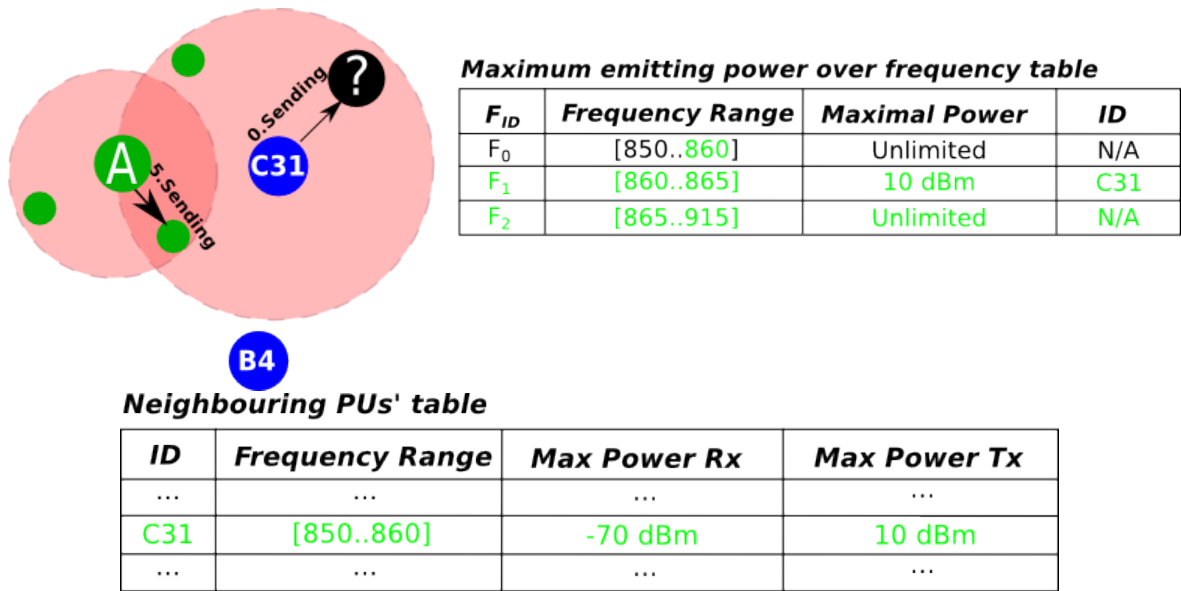 ?
0.Sending
A
C31
5.Sending
B4
Maximum emitting power over frequency table
F_ID Frequency Range Maximal Power ID
F₀ [850..860] Unlimited N/A
F₁ [860..865] 10 dBm C31
F₂ [865..915] Unlimited N/A
Neighbouring PUs' table
ID Frequency Range Max Power Rx Max Power Tx
... ... ... ...
C31 [850..860] -70 dBm 10 dBm
... ... ... ...